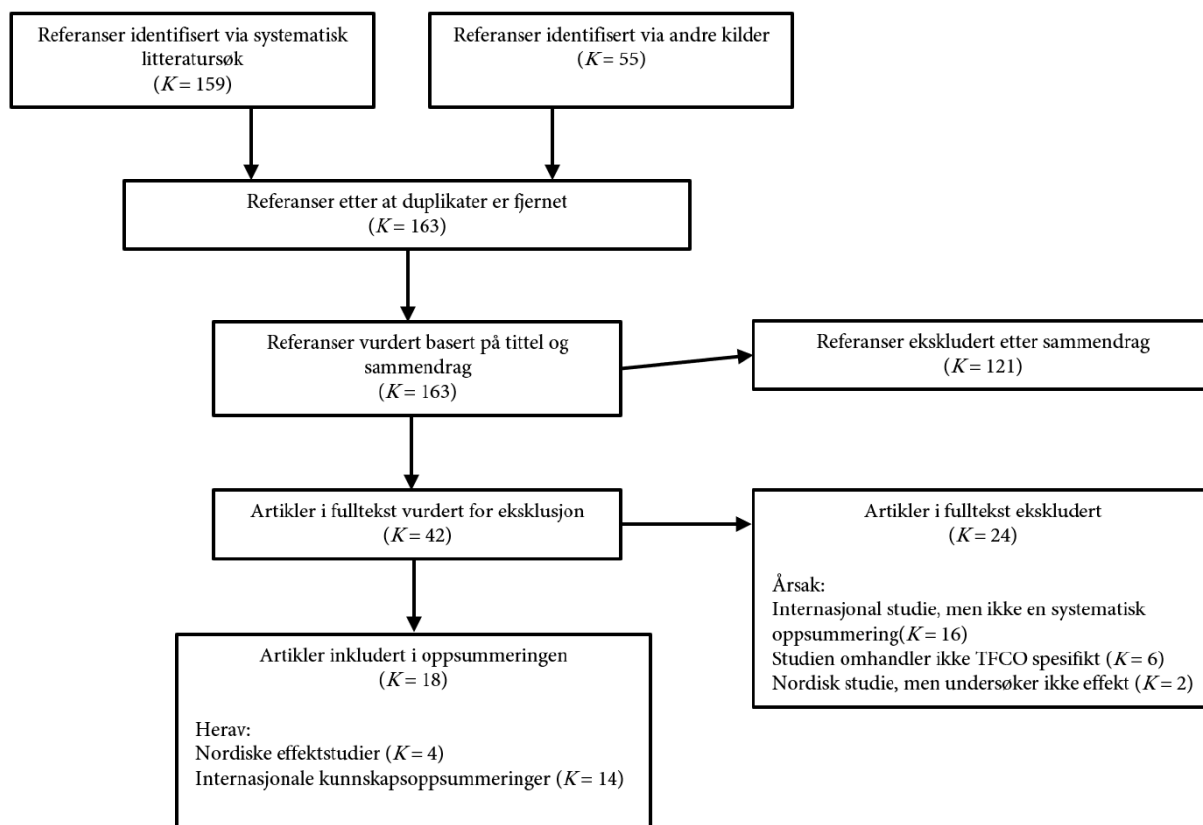 Referanser identifisert via systematisk
litteratursøk
(K = 159)
Referanser identifisert via andre kilder
(K = 55)
Referanser etter at duplikater er fjernet
(K = 163)
Referanser vurdert basert på tittel og
sammendrag
(K = 163)
Referanser ekskludert etter sammendrag
(K = 121)
Artikler i fulltekst vurdert for eksklusjon
(K = 42)
Artikler i fulltekst ekskludert
(K = 24)
Årsak:
Internasjonal studie, men ikke en systematisk
oppsummering(K = 16)
Studien omhandler ikke TFCO spesifikt (K = 6)
Nordisk studie, men undersøker ikke effekt (K = 2)
Artikler inkludert i oppsummeringen
(K = 18)
Herav:
Nordiske effektstudier (K = 4)
Internasjonale kunnskapsoppsummeringer (K = 14)